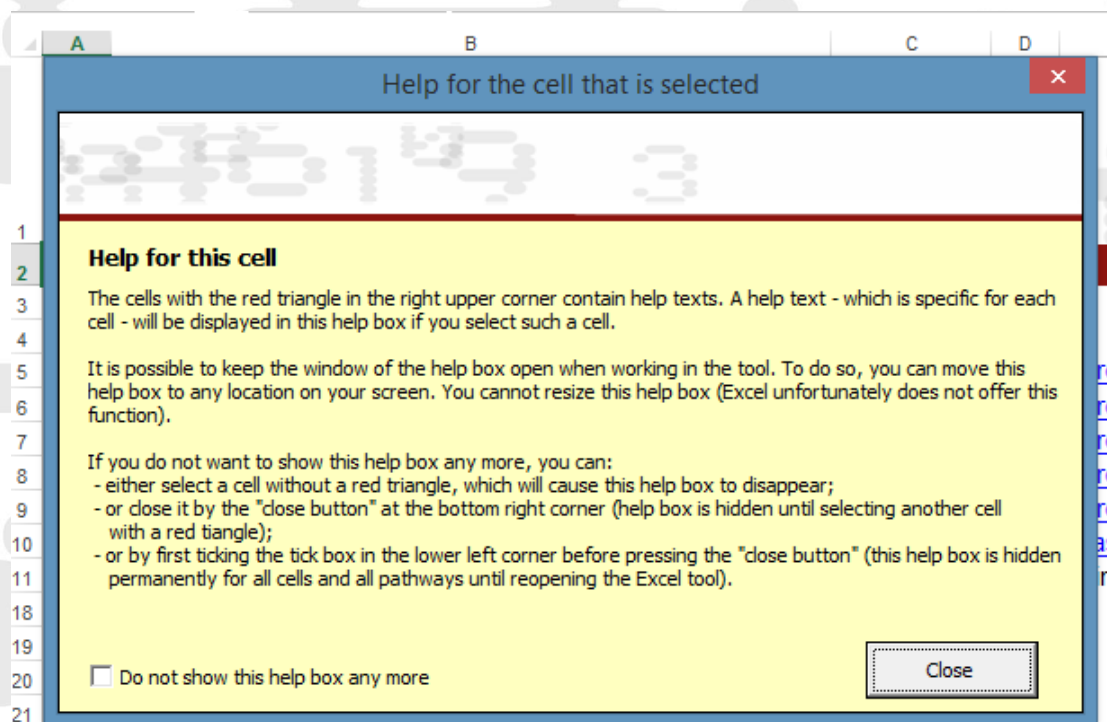 A B C D
Help for the cell that is selected
1
2
3
4
5
6
7
8
9
10
11
18
19
20
21
Help for this cell
The cells with the red triangle in the right upper corner contain help texts. A help text - which is specific for each
cell - will be displayed in this help box if you select such a cell.
It is possible to keep the window of the help box open when working in the tool. To do so, you can move this
help box to any location on your screen. You cannot resize this help box (Excel unfortunately does not offer this
function).
If you do not want to show this help box any more, you can:
- either select a cell without a red triangle, which will cause this help box to disappear;
- or close it by the "close button" at the bottom right corner (help box is hidden until selecting another cell
with a red tiangle);
- or by first ticking the tick box in the lower left corner before pressing the "close button" (this help box is hidden
permanently for all cells and all pathways until reopening the Excel tool).
Do not show this help box any more
Close